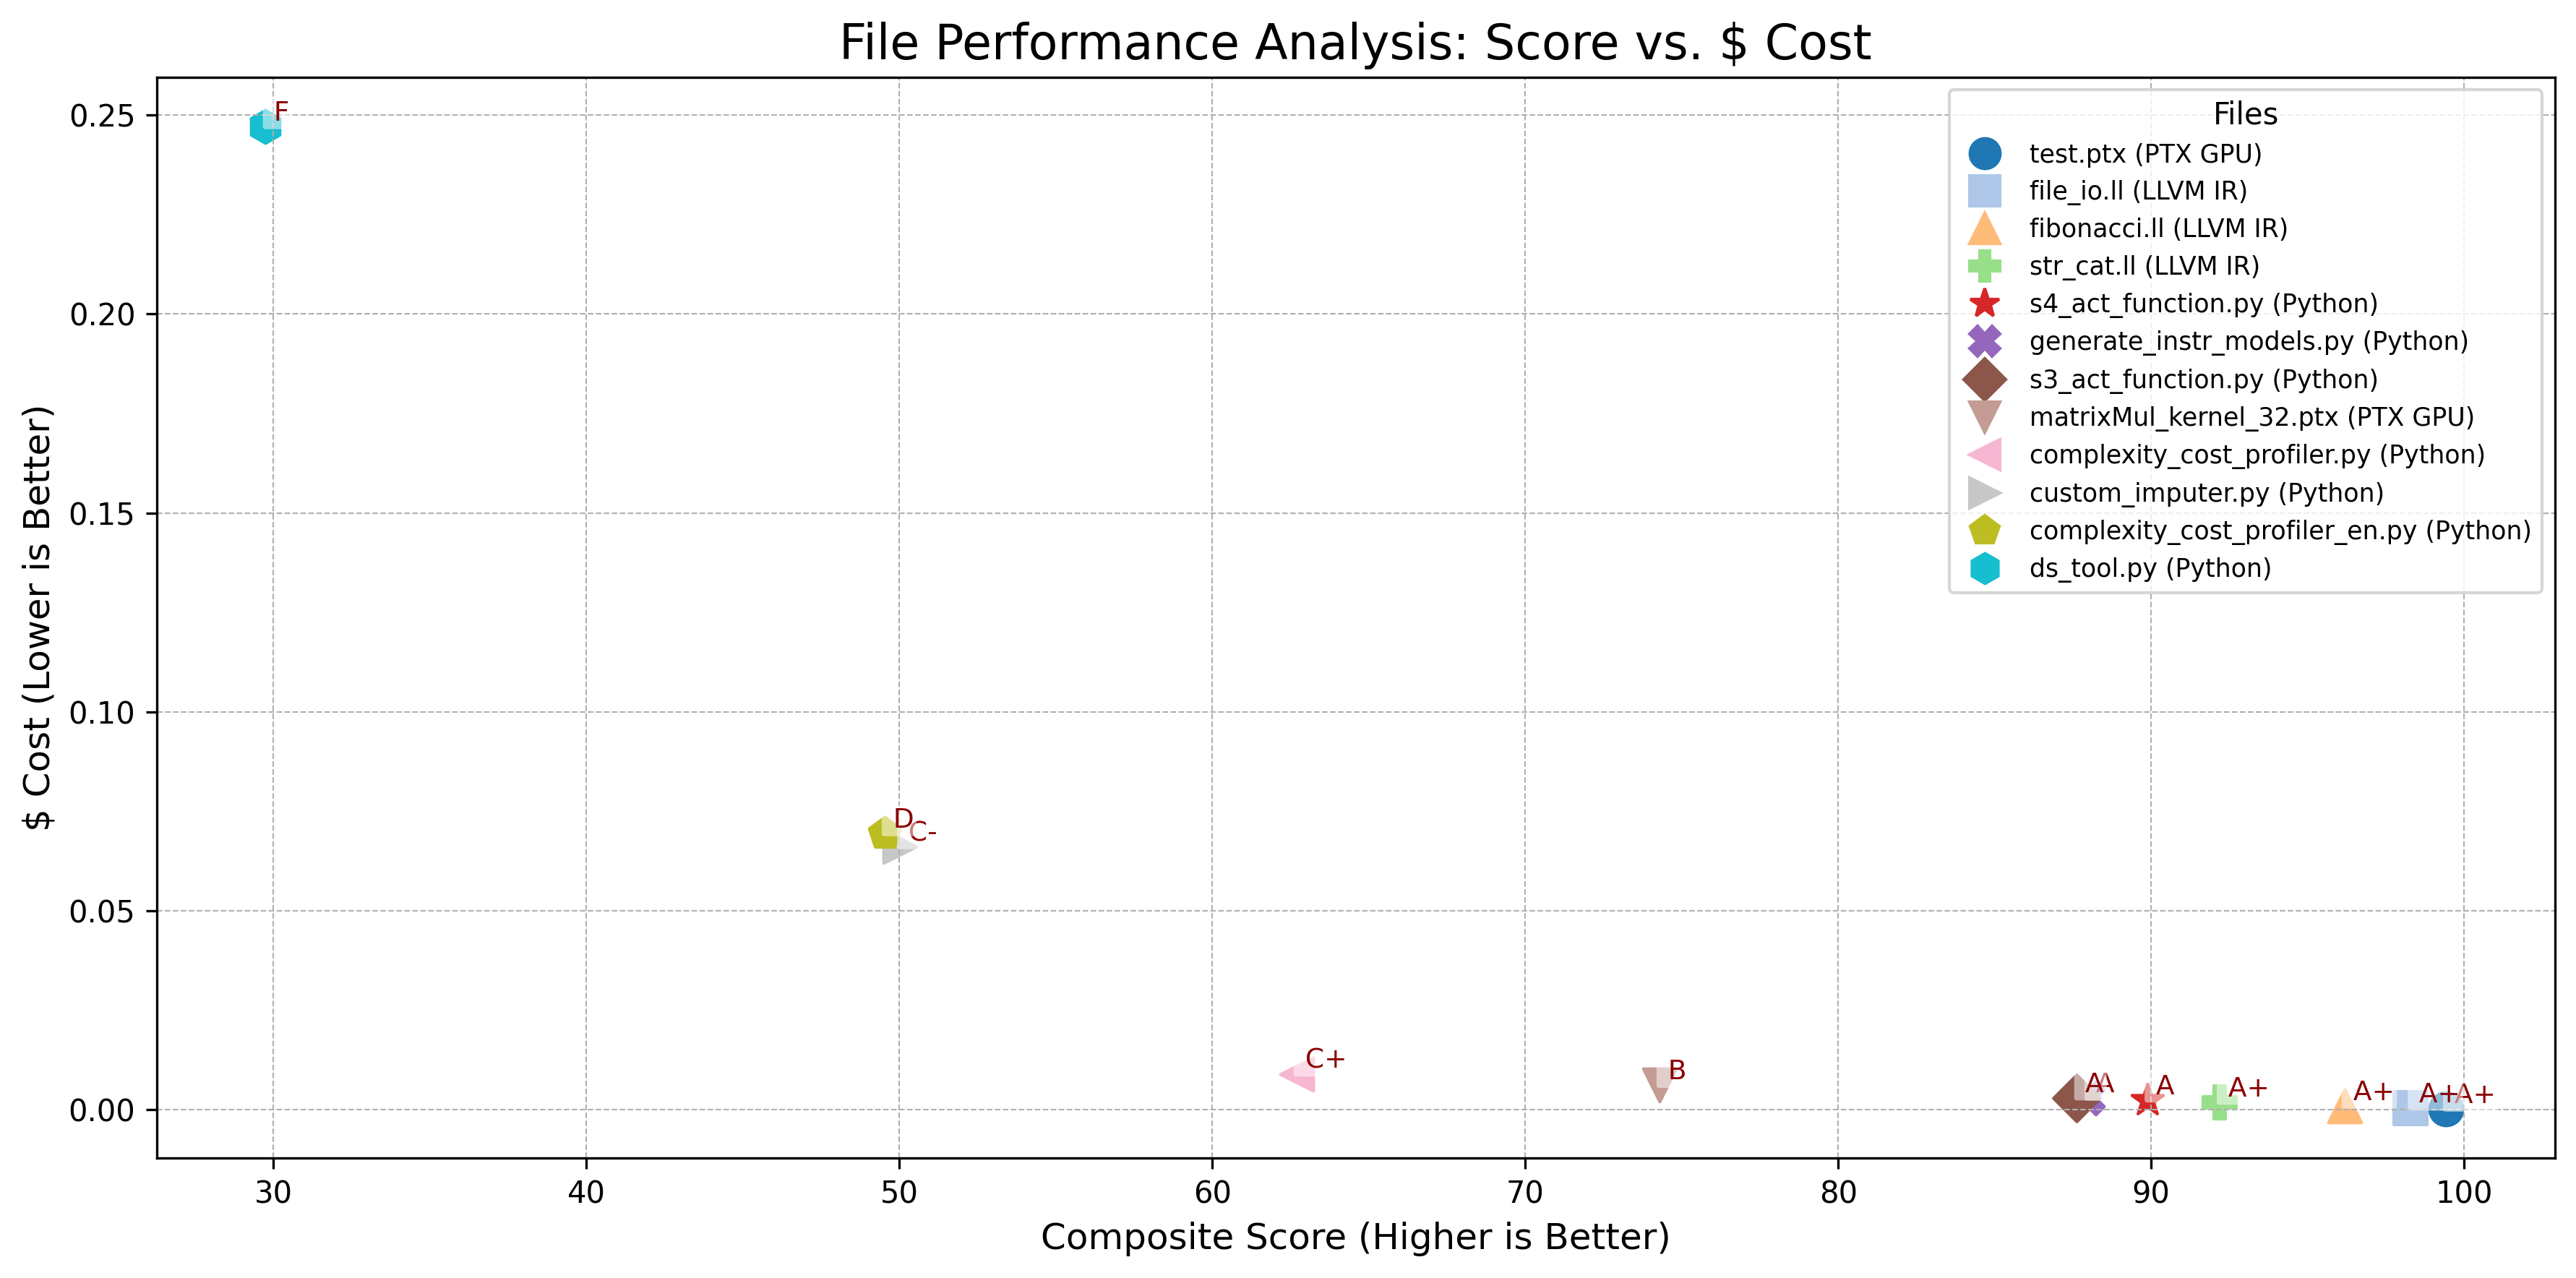 File Performance Analysis: Score vs. $ Cost
$ Cost (Lower is Better)
0.25
0.20
0.15
0.10
0.05
0.00
F
D
C-
C+
B
A
A
A
A+
A+
A+
A+
Files
test.ptx (PTX GPU)
file_io.ll (LLVM IR)
fibonacci.ll (LLVM IR)
str_cat.ll (LLVM IR)
s4_act_function.py (Python)
generate_instr_models.py (Python)
s3_act_function.py (Python)
matrixMul_kernel_32.ptx (PTX GPU)
complexity_cost_profiler.py (Python)
custom_imputer.py (Python)
complexity_cost_profiler_en.py (Python)
ds_tool.py (Python)
30 40 50 60 70 80 90 100
Composite Score (Higher is Better)